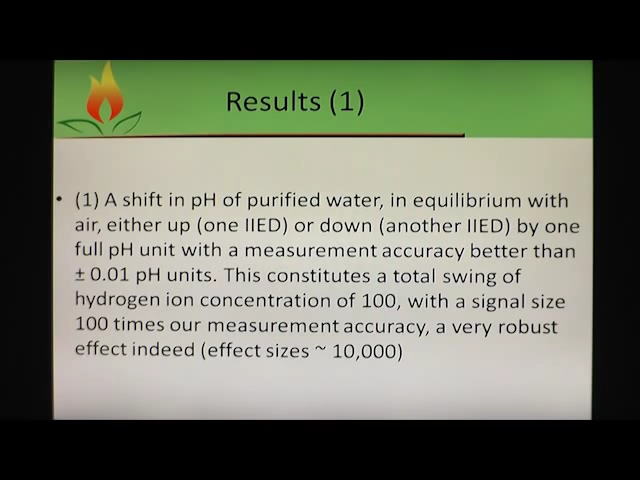 Results (1)
• (1) A shift in pH of purified water, in equilibrium with
air, either up (one IIED) or down (another IIED) by one
full pH unit with a measurement accuracy better than
± 0.01 pH units. This constitutes a total swing of
hydrogen ion concentration of 100, with a signal size
100 times our measurement accuracy, a very robust
effect indeed (effect sizes ~ 10,000)